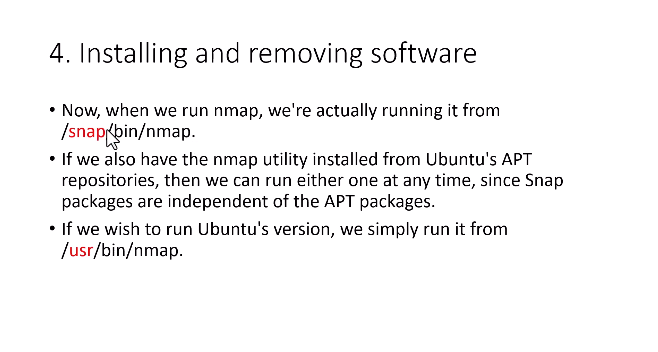 4. Installing and removing software
• Now, when we run nmap, we're actually running it from
/snap/bin/nmap.
• If we also have the nmap utility installed from Ubuntu's APT
repositories, then we can run either one at any time, since Snap
packages are independent of the APT packages.
• If we wish to run Ubuntu's version, we simply run it from
/usr/bin/nmap.